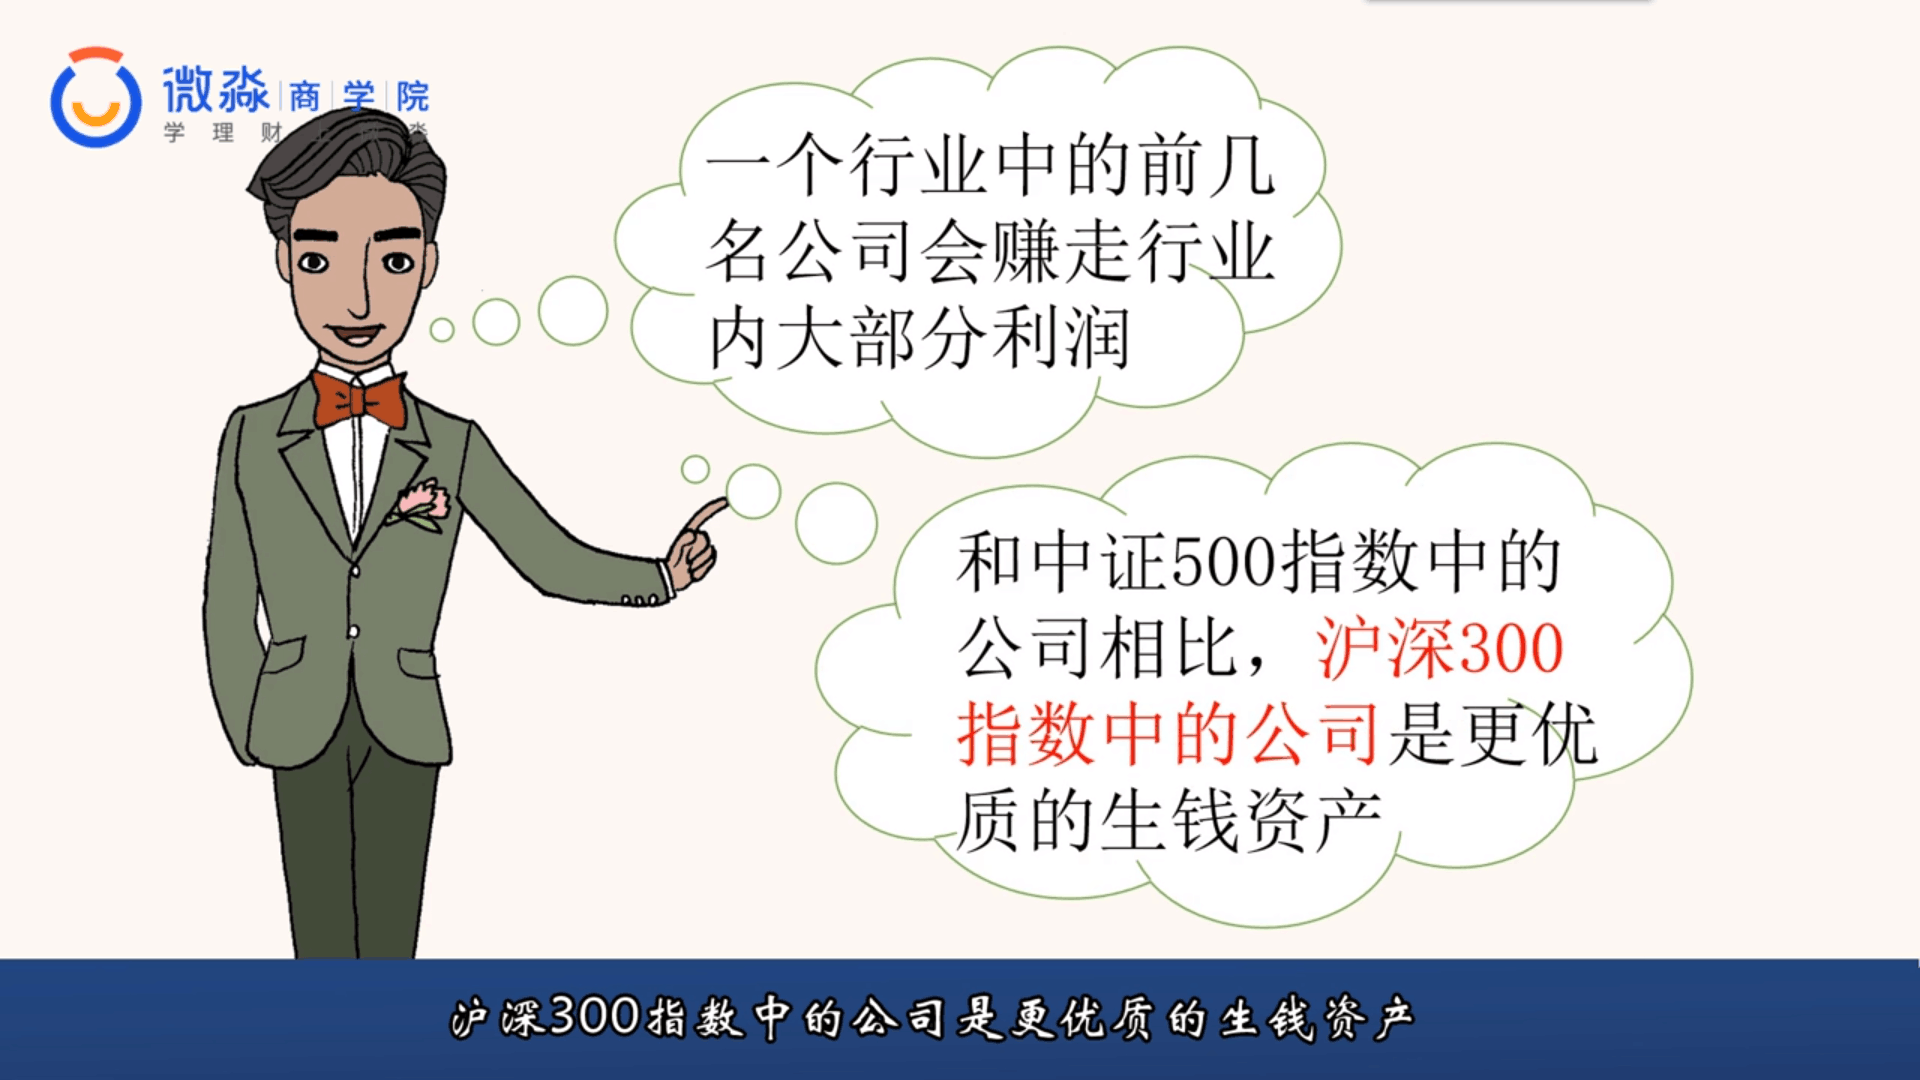 微淼商学院
学理财
一个行业中的前几
名公司会赚走行业
内大部分利润
和中证500指数中的
公司相比，沪深300
指数中的公司是更优
质的生钱资产
沪深300指数中的公司是更优质的生钱资产